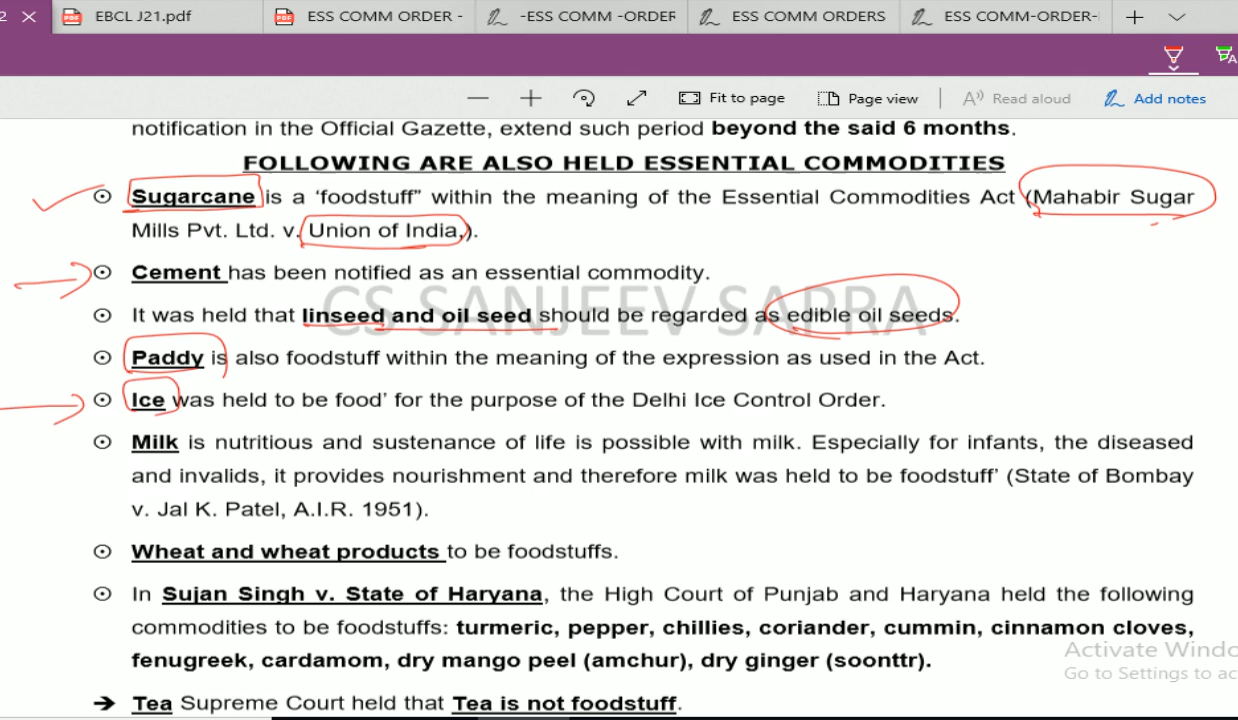 2
EBCL J21.pdf
ESS COMM ORDER -
-ESS COMM -ORDER
ESS COMM ORDERS
ESS COMM-ORDER-
Fit to page
Page view
Read aloud
Add notes
notification in the Official Gazette, extend such period beyond the said 6 months.
FOLLOWING ARE ALSO HELD ESSENTIAL COMMODITIES
Sugarcane is a ‘foodstuff” within the meaning of the Essential Commodities Act (Mahabir Sugar
Mills Pvt. Ltd. v. Union of India,).
Cement has been notified as an essential commodity.
CS SANJEEV SAPRA
It was held that linseed and oil seed should be regarded as edible oil seeds.
Paddy is also foodstuff within the meaning of the expression as used in the Act.
Ice was held to be food’ for the purpose of the Delhi Ice Control Order.
Milk is nutritious and sustenance of life is possible with milk. Especially for infants, the diseased
and invalids, it provides nourishment and therefore milk was held to be foodstuff’ (State of Bombay
v. Jal K. Patel, A.I.R. 1951).
Wheat and wheat products to be foodstuffs.
In Sujan Singh v. State of Haryana, the High Court of Punjab and Haryana held the following
commodities to be foodstuffs: turmeric, pepper, chillies, coriander, cummin, cinnamon cloves,
fenugreek, cardamom, dry mango peel (amchur), dry ginger (soonttr).
Activate Windo
Go to Settings to ac
➔ Tea Supreme Court held that Tea is not foodstuff.